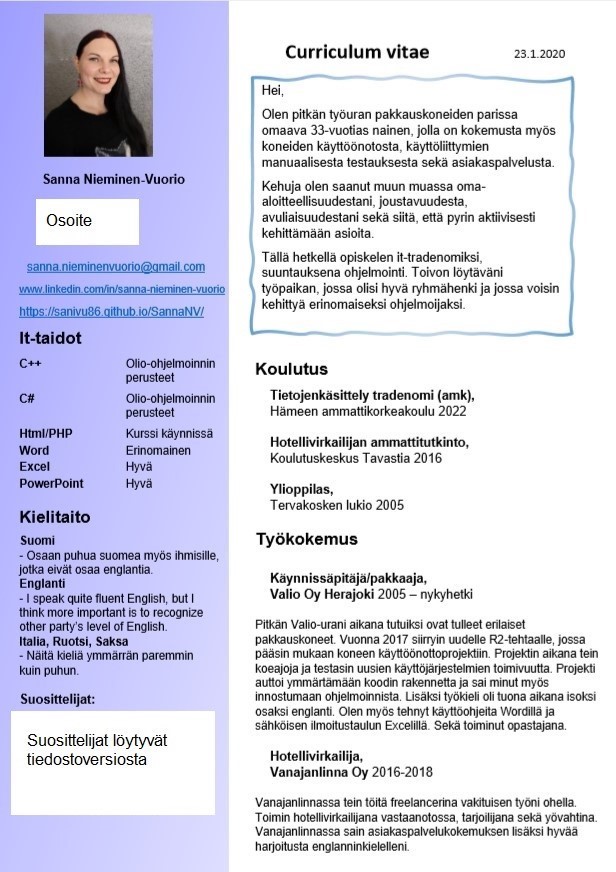 Curriculum vitae
23.1.2020
Sanna Nieminen-Vuorio
Osoite
sanna.nieminenvuorio@gmail.com
www.linkedin.com/in/sanna-nieminen-vuorio
https://sanivu86.github.io/SannaNV/
It-taidot
C++ Olio-ohjelmoinnin
perusteet
C# Olio-ohjelmoinnin
perusteet
Html/PHP Kurssi käynnissä
Word Erinomainen
Excel Hyvä
PowerPoint Hyvä
Kielitaito
Suomi
- Osaan puhua suomea myös ihmisille,
jotka eivät osaa englantia.
Englanti
- I speak quite fluent English, but I
think more important is to recognize
other party's level of English.
Italia, Ruotsi, Saksa
- Näitä kieliä ymmärrän paremmin
kuin puhun.
Suosittelijat:
Suosittelijat löytyvät
tiedostoversiosta
Hei,
Olen pitkän työuran pakkauskoneiden parissa
omaava 33-vuotias nainen, jolla on kokemusta myös
koneiden käyttöönotosta, käyttöliittymien
manuaalisesta testauksesta sekä asiakaspalvelusta.
Kehuja olen saanut muun muassa oma-
aloitteellisuudestani, joustavuudesta,
avuliaisuudestani sekä siitä, että pyrin aktiivisesti
kehittämään asioita.
Tällä hetkellä opiskelen it-tradenomiksi,
suuntauksena ohjelmointi. Toivon löytäväni
työpaikan, jossa olisi hyvä ryhmähenki ja jossa voisin
kehittyä erinomaiseksi ohjelmoijaksi.
Koulutus
Tietojenkäsittely tradenomi (amk),
Hämeen ammattikorkeakoulu 2022
Hotellivirkailijan ammattitutkinto,
Koulutuskeskus Tavastia 2016
Ylioppilas,
Tervakosken lukio 2005
Työkokemus
Käynnissäpitäjä/pakkaaja,
Valio Oy Herajoki 2005 – nykyhetki
Pitkän Valio-urani aikana tutuiksi ovat tulleet erilaiset
pakkauskoneet. Vuonna 2017 siirryin uudelle R2-tehtaalle, jossa
pääsin mukaan koneen käyttöönottoprojektiin. Projektin aikana tein
koeajoja ja testasin uusien käyttöjärjestelmien toimivuutta. Projekti
auttoi ymmärtämään koodin rakennetta ja sai minut myös
innostumaan ohjelmoinnista. Lisäksi työkieli oli tuona aikana isoksi
osaksi englanti. Olen myös tehnyt käyttöohjeita Wordillä ja
sähköisen ilmoitustaulun Excelillä. Sekä toiminut opastajana.
Hotellivirkailija,
Vanajanlinna Oy 2016-2018
Vanajanlinnassa tein töitä freelancerina vakituisen työni ohella.
Toimin hotellivirkailijana vastaanotossa, tarjoilijana sekä yövahtina.
Vanajanlinnassa sain asiakaspalvelukokemuksen lisäksi hyvää
harjoitusta englanninkielelleni.